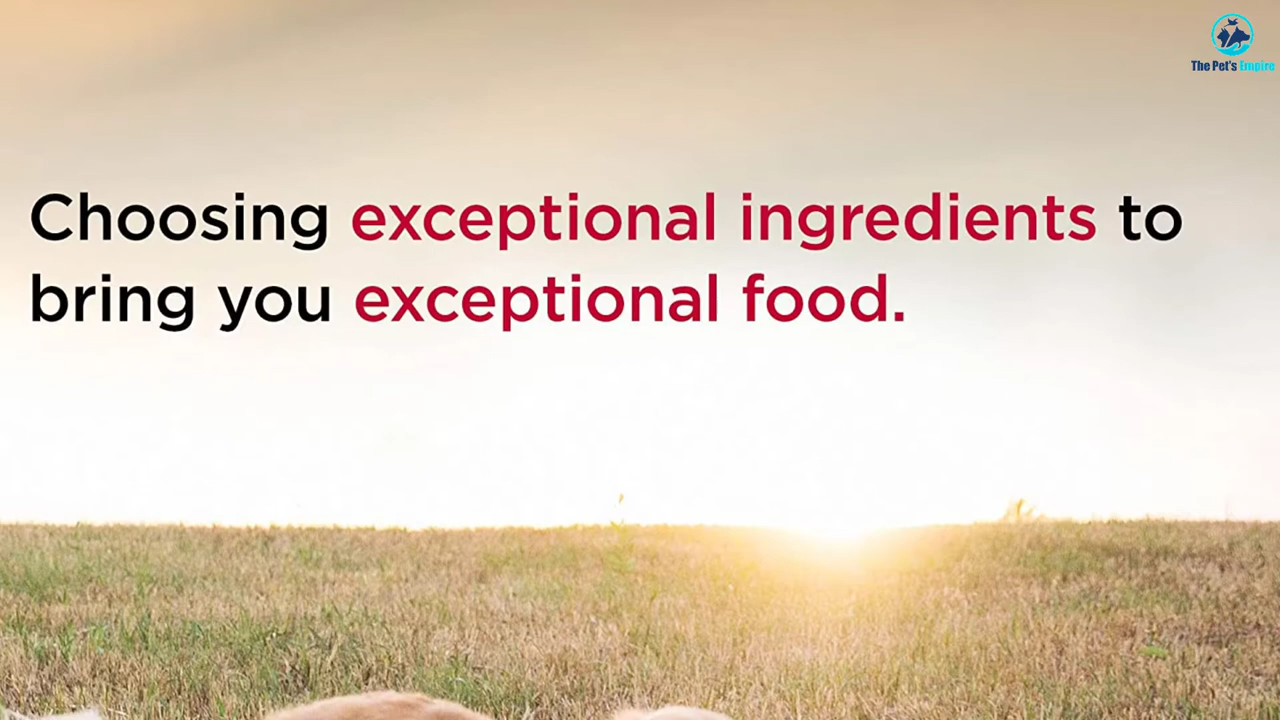 The Pet's Empire
Choosing exceptional ingredients to
bring you exceptional food.